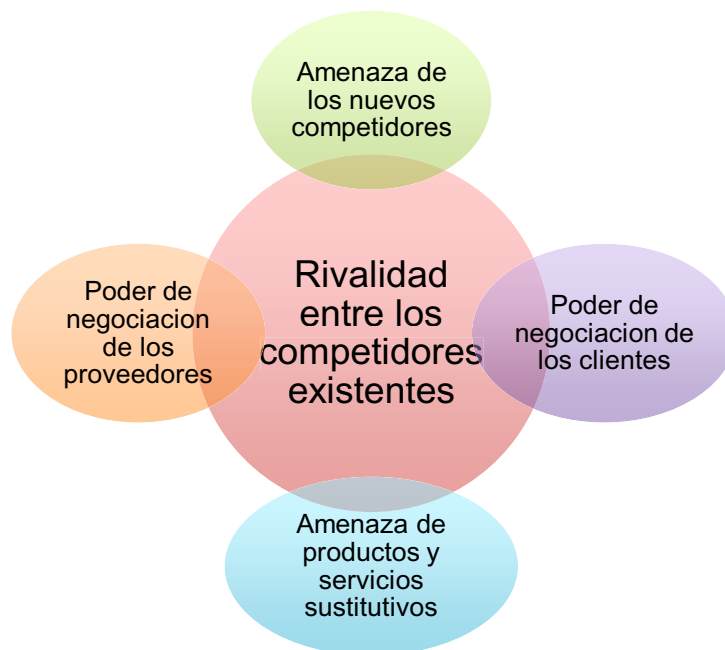 Amenaza de
los nuevos
competidores
Poder de
negociacion
de los
proveedores
Rivalidad
entre los
competidores
existentes
Poder de
negociacion de
los clientes
Amenaza de
productos y
servicios
sustitutivos